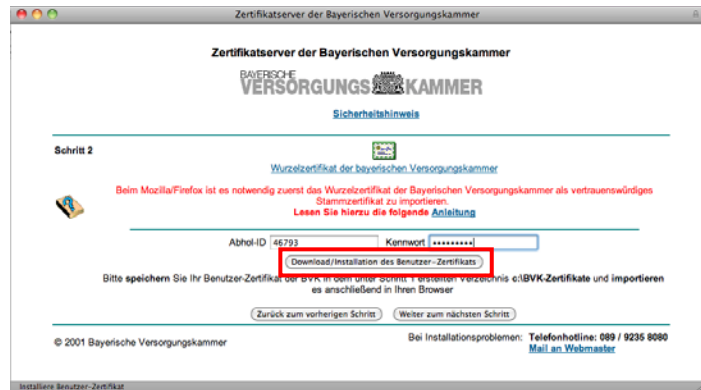 Zertifikatserver der Bayerischen Versorgungskammer
Zertifikatserver der Bayerischen Versorgungskammer
BAYERISCHE
VERSORGUNGS KAMMER
Sicherheitshinweis
Schritt 2
Wurzelzertifikat der bayerischen Versorgungskammer
Beim Mozilla/Firefox ist es notwendig zuerst das Wurzelzertifikat der Bayerischen Versorgungskammer als vertrauenswürdiges
Stammzertifikat zu importieren.
Lesen Sie hierzu die folgende Anleitung
Abhol-ID 46793 Kennwort •••••••••
Download/Installation des Benutzer-Zertifikats
Bitte speichern Sie Ihr Benutzer-Zertifikat der BVK in dem unter Schritt 1 erstellten Verzeichnis c:\BVK-Zertifikate und importieren
es anschließend in Ihren Browser
Zurück zum vorherigen Schritt Weiter zum nächsten Schritt
© 2001 Bayerische Versorgungskammer Bei Installationsproblemen: Telefonhotline: 089 / 9235 8080
Mail an Webmaster
Installiere Benutzer-Zertifikat